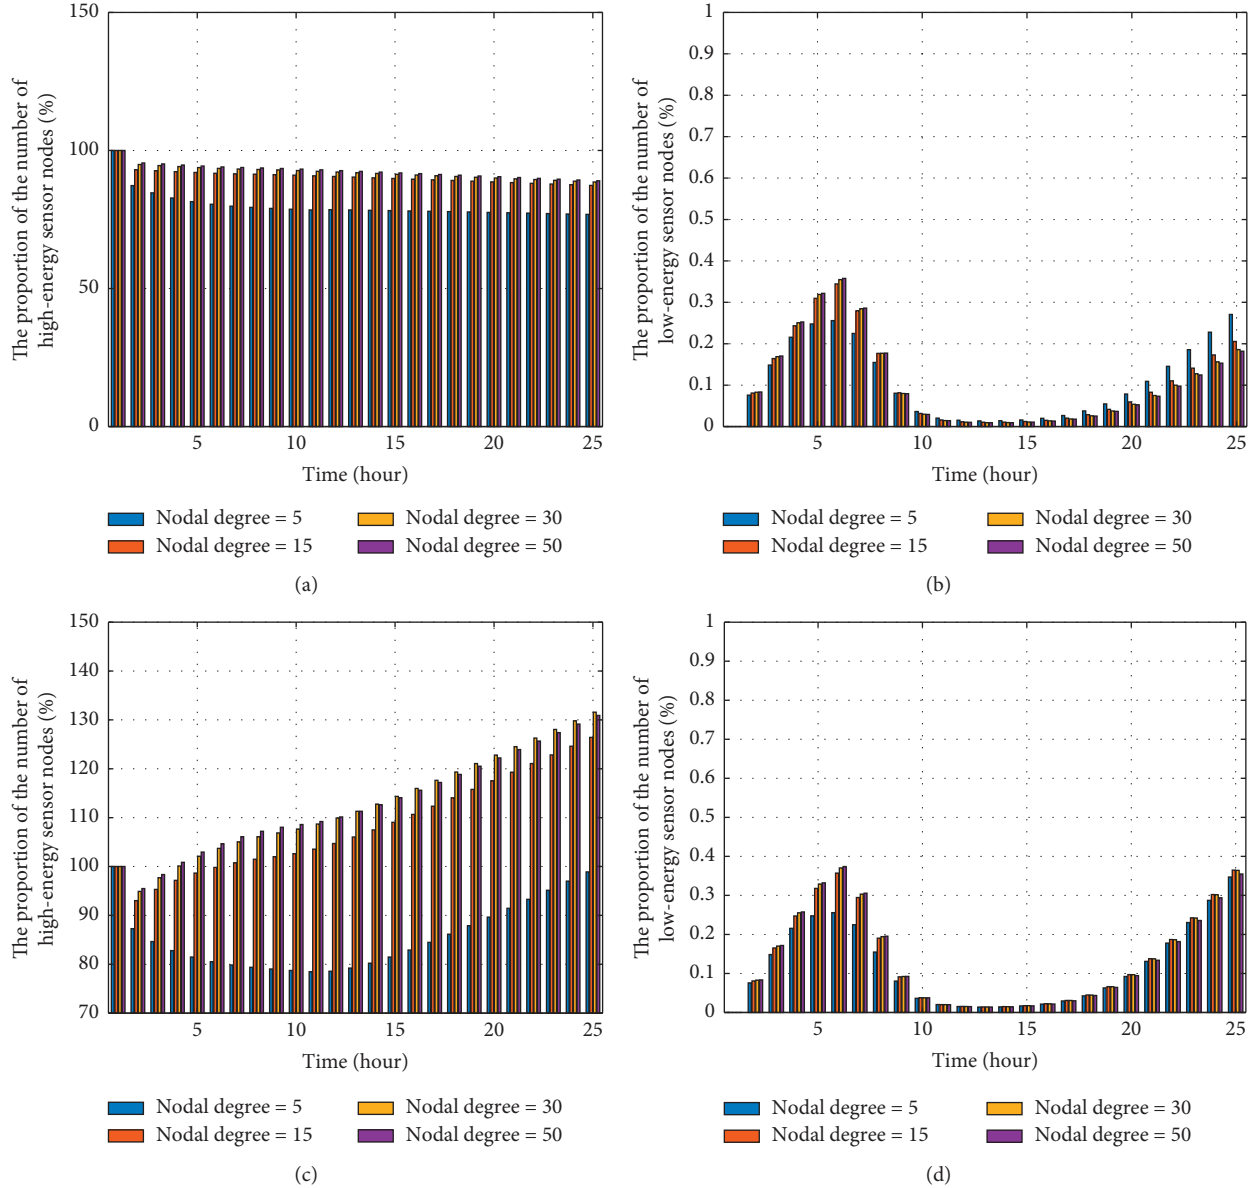 The proportion of the number of
high-energy sensor nodes (%)
150
100
50
0
5
10
15
20
25
Time (hour)
Nodal degree = 5
Nodal degree = 15
Nodal degree = 30
Nodal degree = 50
(a)
The proportion of the number of
low-energy sensor nodes (%)
1
0.9
0.8
0.7
0.6
0.5
0.4
0.3
0.2
0.1
0
5
10
15
20
25
Time (hour)
Nodal degree = 5
Nodal degree = 15
Nodal degree = 30
Nodal degree = 50
(b)
The proportion of the number of
high-energy sensor nodes (%)
150
140
130
120
110
100
90
80
70
5
10
15
20
25
Time (hour)
Nodal degree = 5
Nodal degree = 15
Nodal degree = 30
Nodal degree = 50
(c)
The proportion of the number of
low-energy sensor nodes (%)
1
0.9
0.8
0.7
0.6
0.5
0.4
0.3
0.2
0.1
0
5
10
15
20
25
Time (hour)
Nodal degree = 5
Nodal degree = 15
Nodal degree = 30
Nodal degree = 50
(d)